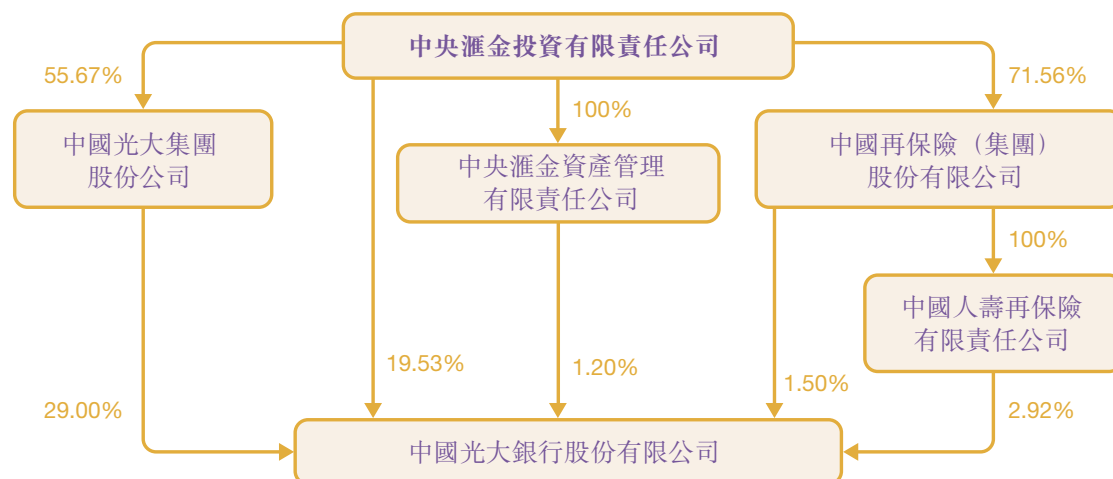 中央滙金投資有限責任公司
55.67%
71.56%
100%
中國光大集團
股份公司
中央滙金資產管理
有限責任公司
中國再保險（集團）
股份有限公司
100%
中國人壽再保險
有限責任公司
19.53%
1.20%
1.50%
29.00%
2.92%
中國光大銀行股份有限公司